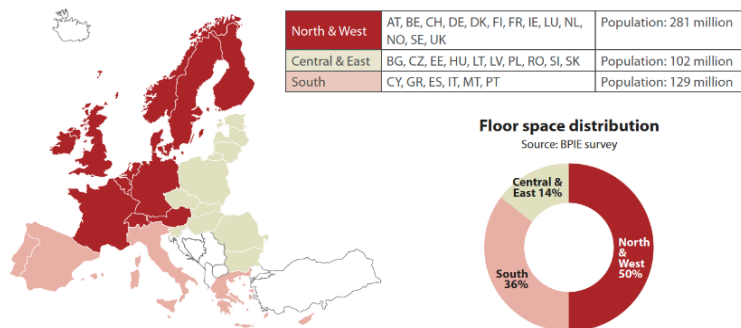 North & West
AT, BE, CH, DE, DK, FI, FR, IE, LU, NL,
NO, SE, UK
Population: 281 million
Central & East
BG, CZ, EE, HU, LT, LV, PL, RO, SI, SK
Population: 102 million
South
CY, GR, ES, IT, MT, PT
Population: 129 million
Floor space distribution
Source: BPIE survey
Central &
East 14%
North
&
West
50%
South
36%